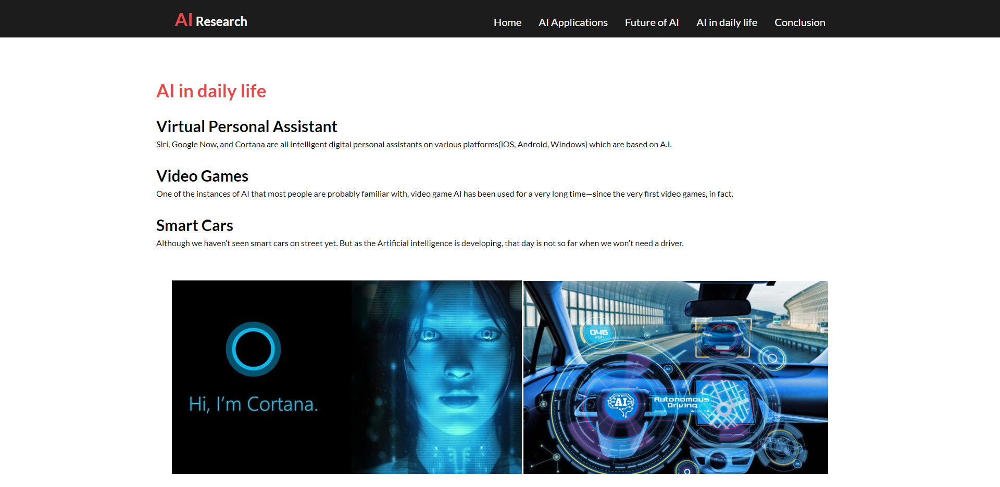 AI Research
Home AI Applications Future of AI AI in daily life Conclusion
AI in daily life
Virtual Personal Assistant
Siri, Google Now, and Cortana are all intelligent digital personal assistants on various platforms(iOS, Android, Windows) which are based on A.I.
Video Games
One of the instances of AI that most people are probably familiar with, video game AI has been used for a very long time—since the very first video games, in fact.
Smart Cars
Although we haven’t seen smart cars on street yet. But as the Artificial intelligence is developing, that day is not so far when we won’t need a driver.
Hi, I’m Cortana.
046
mph
AI
Autonomous
Driving